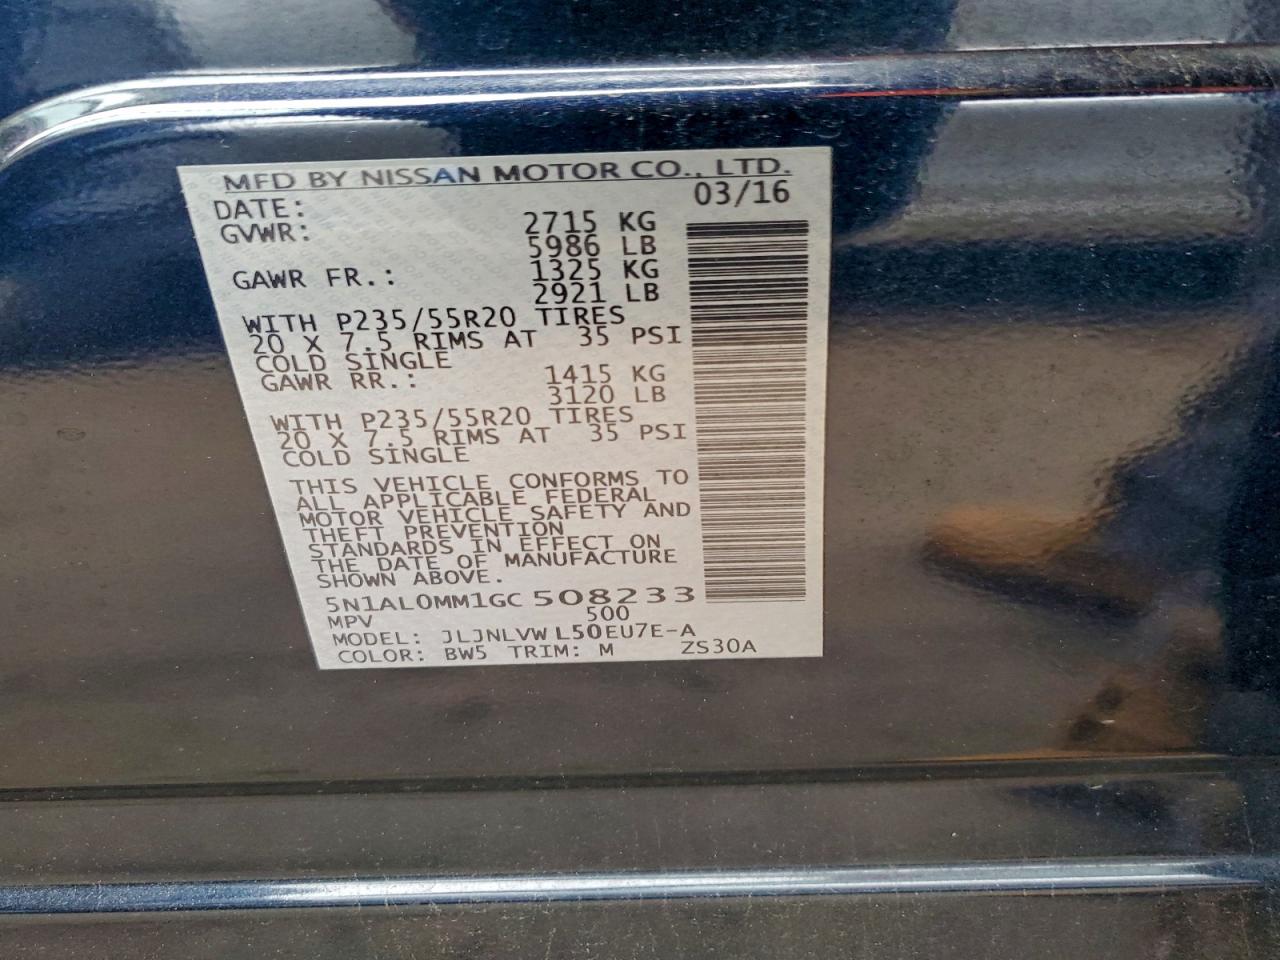 MFD BY NISSAN MOTOR CO., LTD.
DATE: 03/16
GVWR: 2715 KG
5986 LB
GAWR FR.: 1325 KG
2921 LB
WITH P235/55R20 TIRES
20 X 7.5 RIMS AT 35 PSI
COLD SINGLE
GAWR RR.: 1415 KG
3120 LB
WITH P235/55R20 TIRES
20 X 7.5 RIMS AT 35 PSI
COLD SINGLE
THIS VEHICLE CONFORMS TO
ALL APPLICABLE FEDERAL
MOTOR VEHICLE SAFETY AND
THEFT PREVENTION
STANDARDS IN EFFECT ON
THE DATE OF MANUFACTURE
SHOWN ABOVE.
5N1AL0MM1GC508233
MPV 500
MODEL: JLJNLVWL50EU7E-A
COLOR: BW5 TRIM: M ZS30A